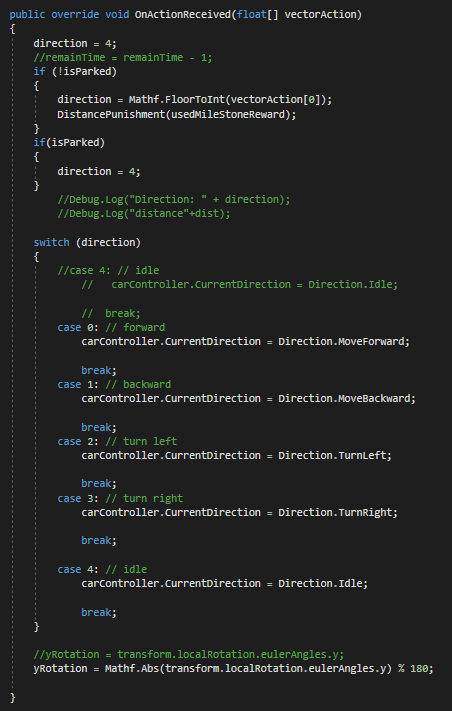 public override void OnActionReceived(float[] vectorAction)
{
direction = 4;
//remainTime = remainTime - 1;
if (!isParked)
{
direction = Mathf.FloorToInt(vectorAction[0]);
DistancePunishment(usedMileStoneReward);
}
if(isParked)
{
direction = 4;
}
//Debug.Log("Direction: " + direction);
//Debug.Log("distance"+dist);
switch (direction)
{
//case 4: // idle
//   carController.CurrentDirection = Direction.Idle;
//  break;
case 0: // forward
carController.CurrentDirection = Direction.MoveForward;
break;
case 1: // backward
carController.CurrentDirection = Direction.MoveBackward;
break;
case 2: // turn left
carController.CurrentDirection = Direction.TurnLeft;
break;
case 3: // turn right
carController.CurrentDirection = Direction.TurnRight;
break;
case 4: // idle
carController.CurrentDirection = Direction.Idle;
break;
}
//yRotation = transform.localRotation.eulerAngles.y;
yRotation = Mathf.Abs(transform.localRotation.eulerAngles.y) % 180;
}